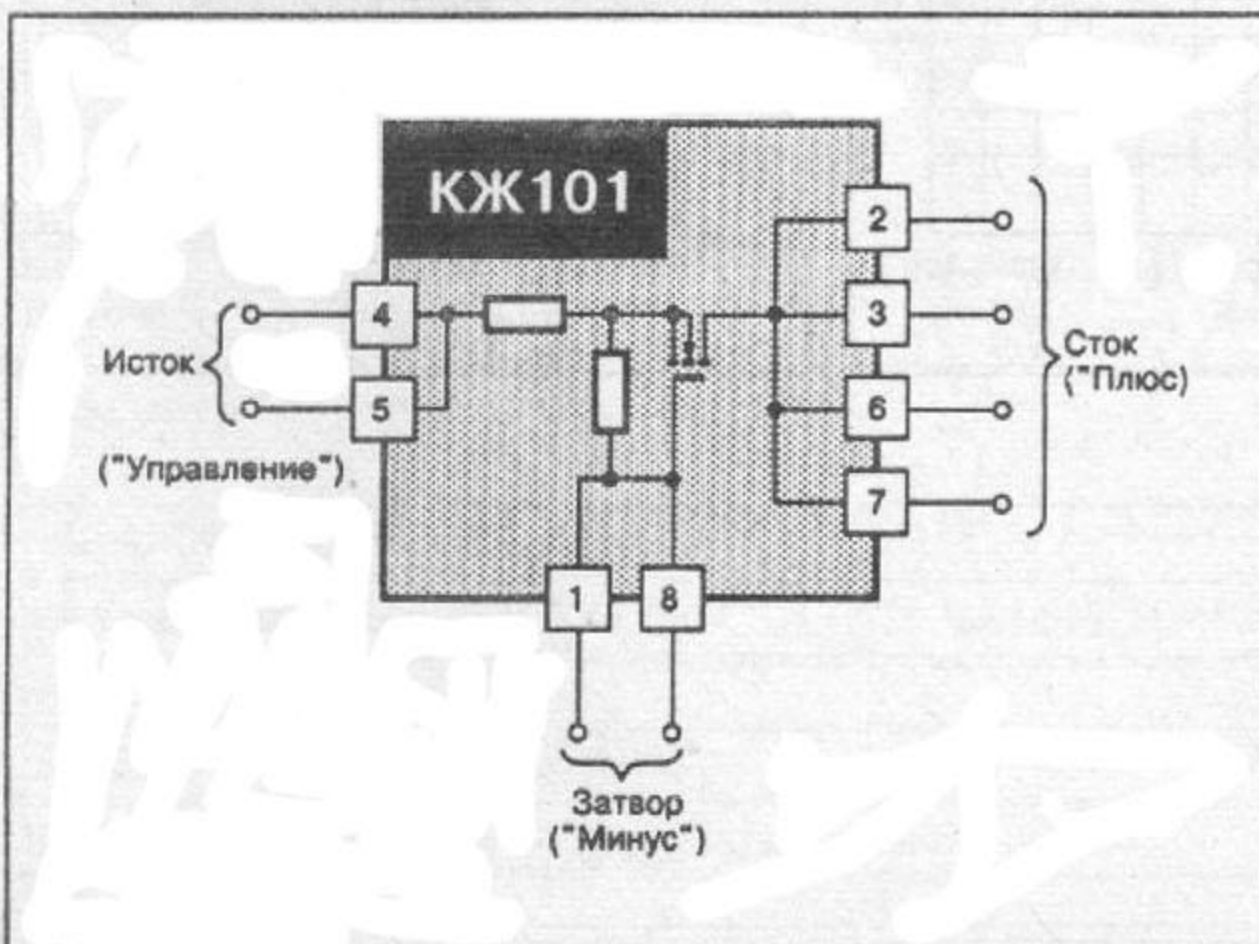 КЖ101
2
4
3
Исток
Сток
("Плюс)
5
6
("Управление")
7
1
8
Затвор
("Минус")